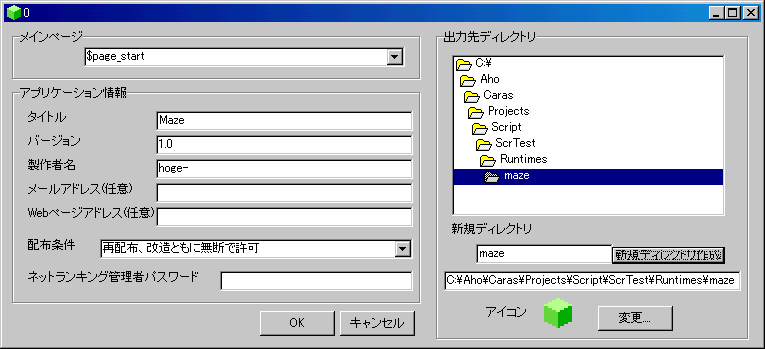 0
メインページ
$page_start
アプリケーション情報
タイトル
Maze
バージョン
1.0
製作者名
hoge-
メールアドレス(任意)
Webページアドレス(任意)
配布条件
再配布、改造ともに無断で許可
ネットランキング管理者パスワード
OK
キャンセル
出力先ディレクトリ
C:¥
Aho
Caras
Projects
Script
ScrTest
Runtimes
maze
新規ディレクトリ
maze
新規ディレクトリ作成
C:¥Aho¥Caras¥Projects¥Script¥ScrTest¥Runtimes¥maze
アイコン
変更...